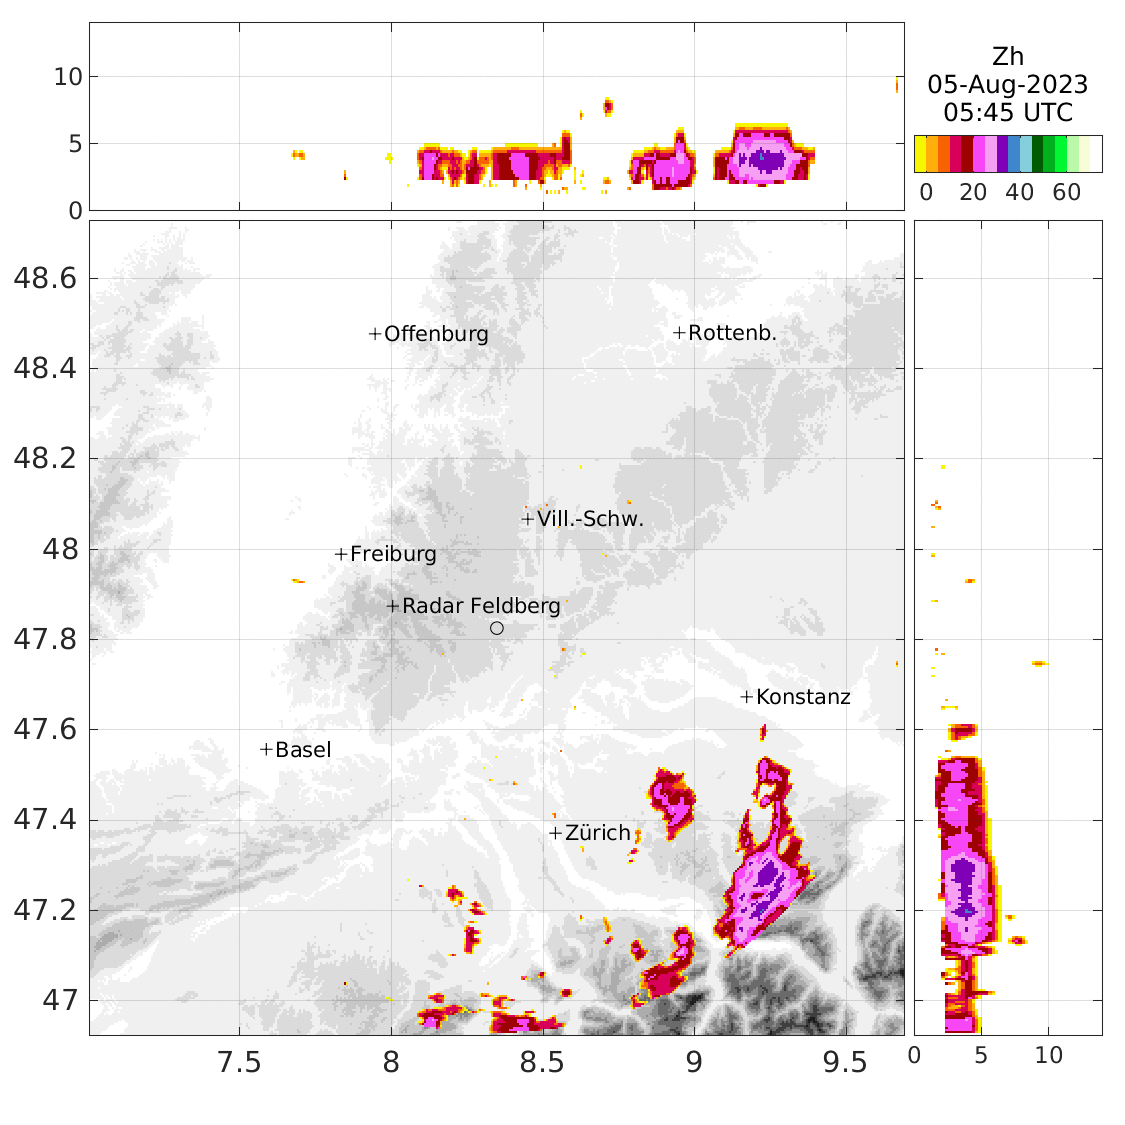 10
5
0
Zh
05-Aug-2023
05:45 UTC
0 20 40 60
48.6
48.4
48.2
48
47.8
47.6
47.4
47.2
47
+Offenburg
+Rottenb.
+Vill.-Schw.
+Freiburg
+Radar Feldberg
+Konstanz
+Basel
+Zürich
7.5 8 8.5 9 9.5
0 5 10